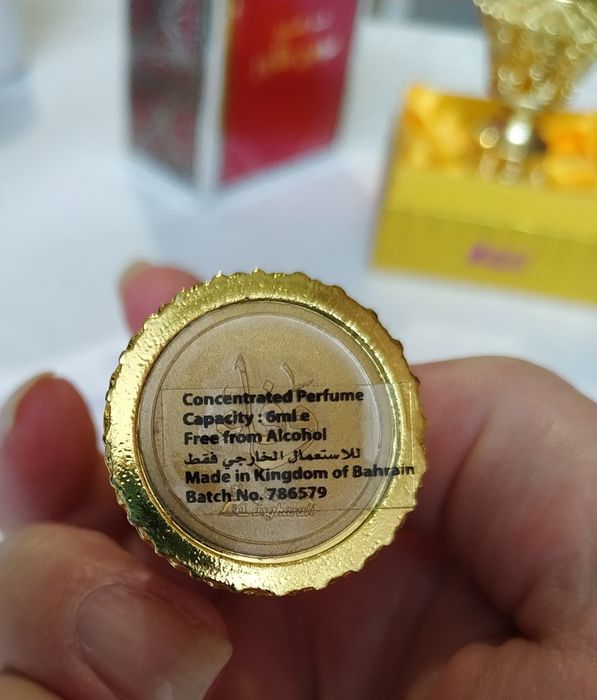 Concentrated Perfume
Capacity : 6ml e
Free from Alcohol
للاستعمال الخارجي فقط
Made in Kingdom of Bahrain
Batch No. 786579